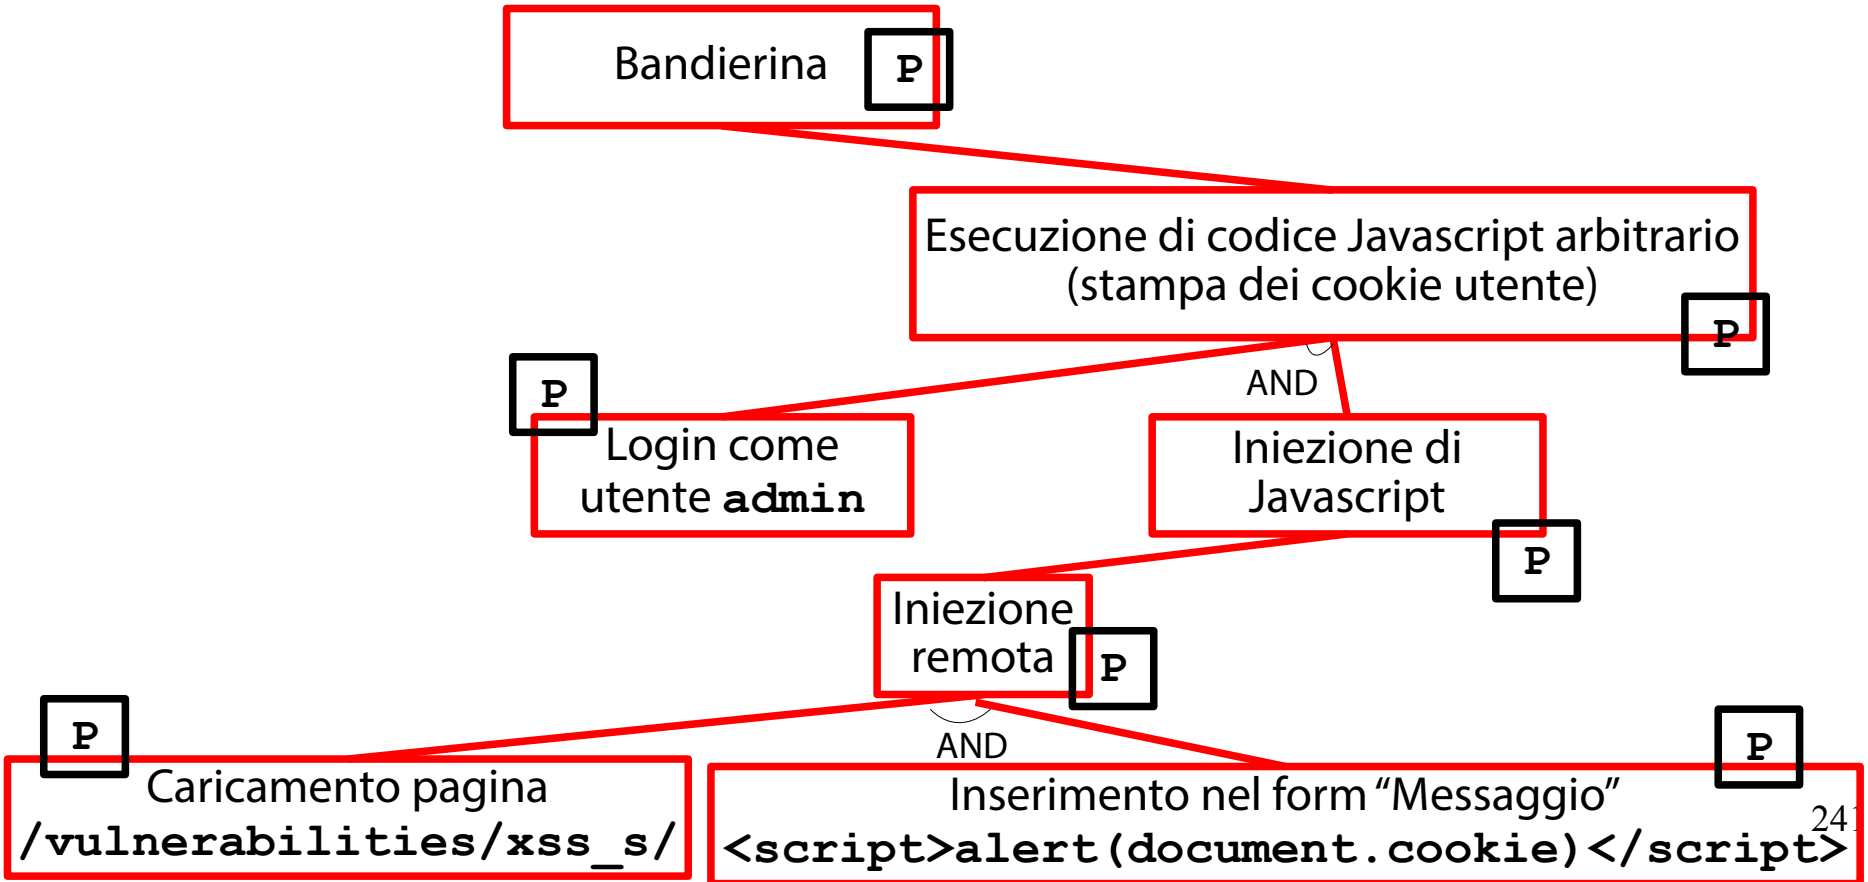 Bandierina
P
Esecuzione di codice Javascript arbitrario
(stampa dei cookie utente)
P
AND
P
Login come
utente admin
Iniezione di
Javascript
P
Iniezione
remota
P
AND
P
Caricamento pagina
/vulnerabilities/xss_s/
P
Inserimento nel form “Messaggio”
<script>alert(document.cookie)</script>
241